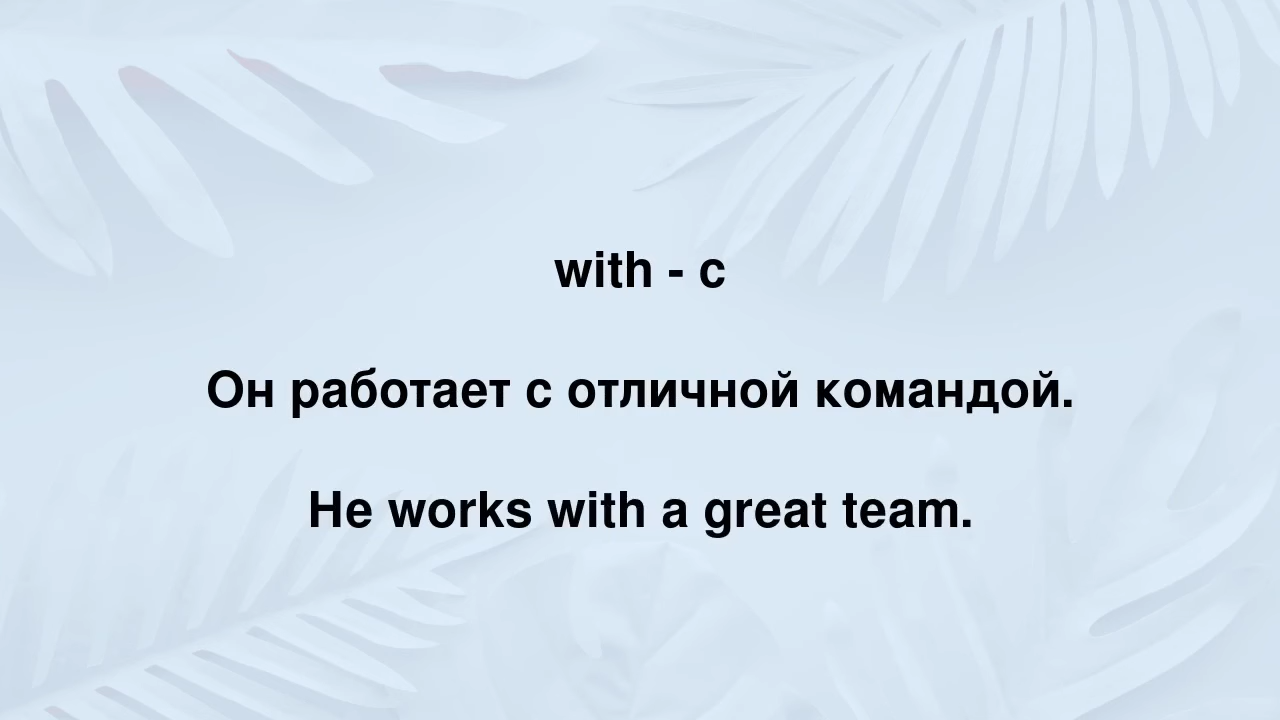 with - с
Он работает с отличной командой.
He works with a great team.